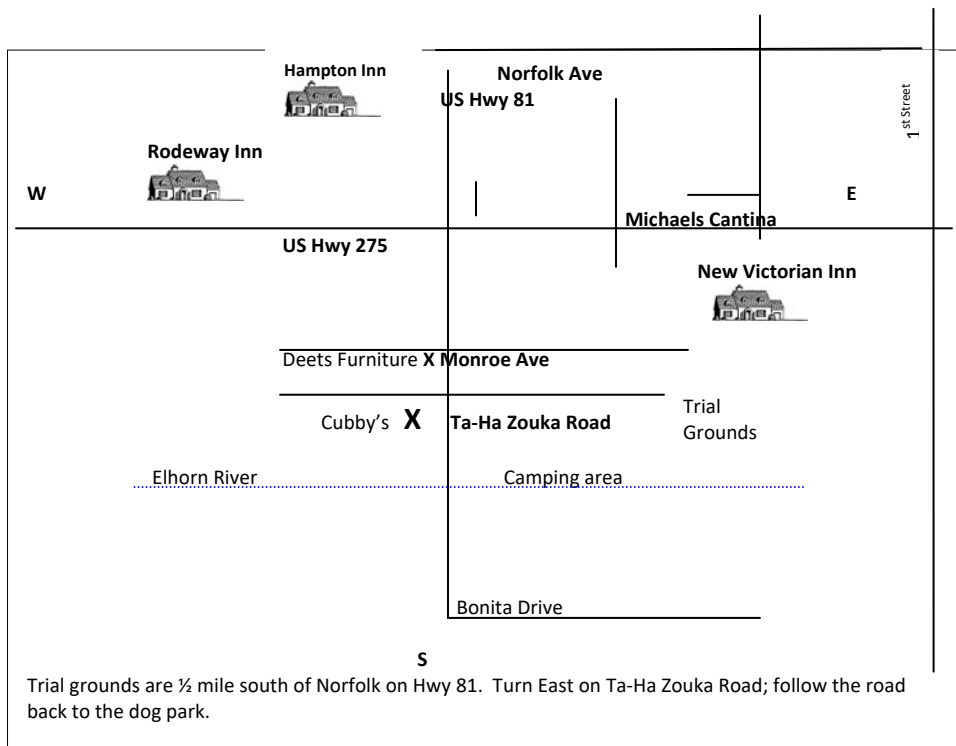 Hampton Inn
Norfolk Ave
US Hwy 81
1st Street
Rodeway Inn
W
E
Michaels Cantina
US Hwy 275
New Victorian Inn
Deets Furniture X Monroe Ave
Cubby’s X Ta-Ha Zouka Road
Trial
Grounds
Elhorn River
Camping area
Bonita Drive
S
Trial grounds are ½ mile south of Norfolk on Hwy 81. Turn East on Ta-Ha Zouka Road; follow the road
back to the dog park.